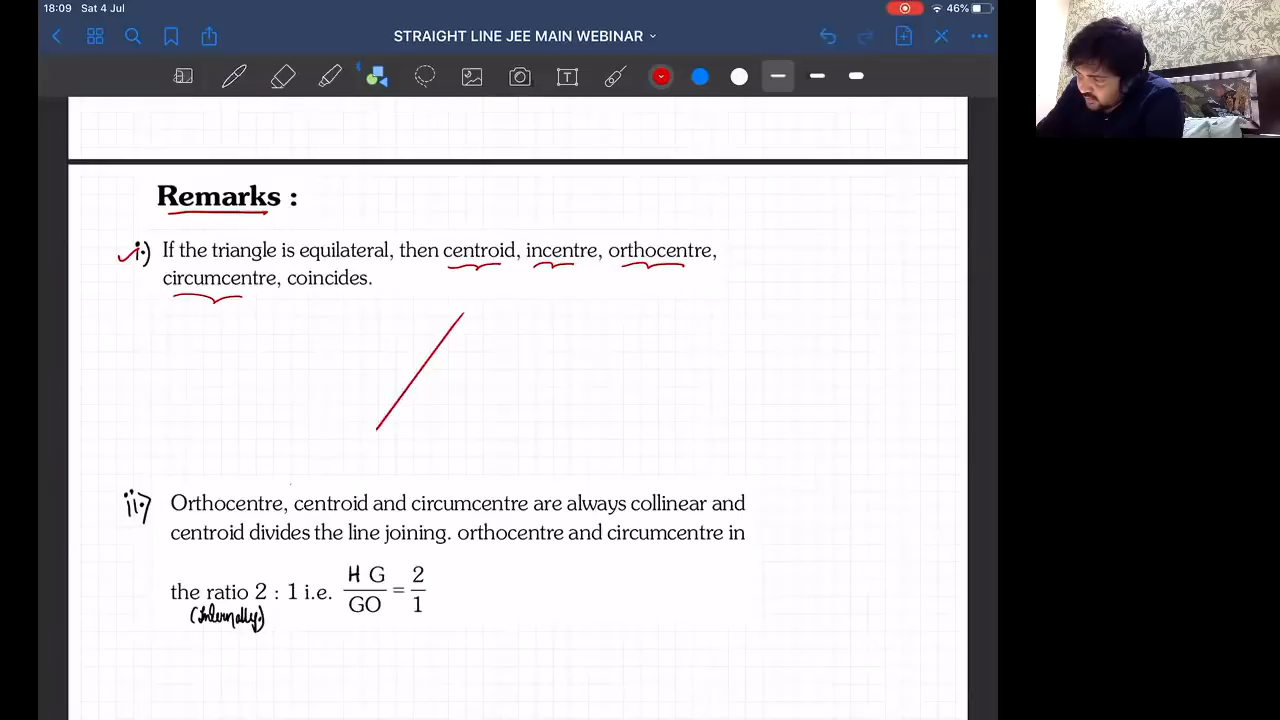 18:09 Sat 4 Jul
46%
STRAIGHT LINE JEE MAIN WEBINAR
T
Remarks :
i.) If the triangle is equilateral, then centroid, incentre, orthocentre,
circumcentre, coincides.
ii.) Orthocentre, centroid and circumcentre are always collinear and
centroid divides the line joining. orthocentre and circumcentre in
the ratio 2 : 1 i.e. HG/GO = 2/1
(Internally)